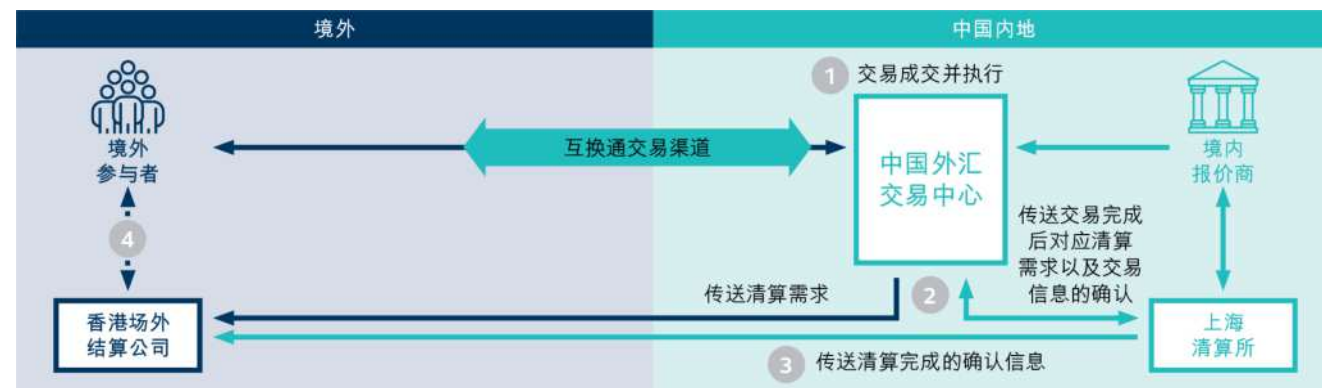 境外
中国内地
1 交易成交并执行
境外
参与者
互换通交易渠道
中国外汇
交易中心
境内
报价商
4
传送交易完成
后对应清算
需求以及交易
信息的确认
传送清算需求
2
香港场外
结算公司
上海
清算所
3 传送清算完成的确认信息